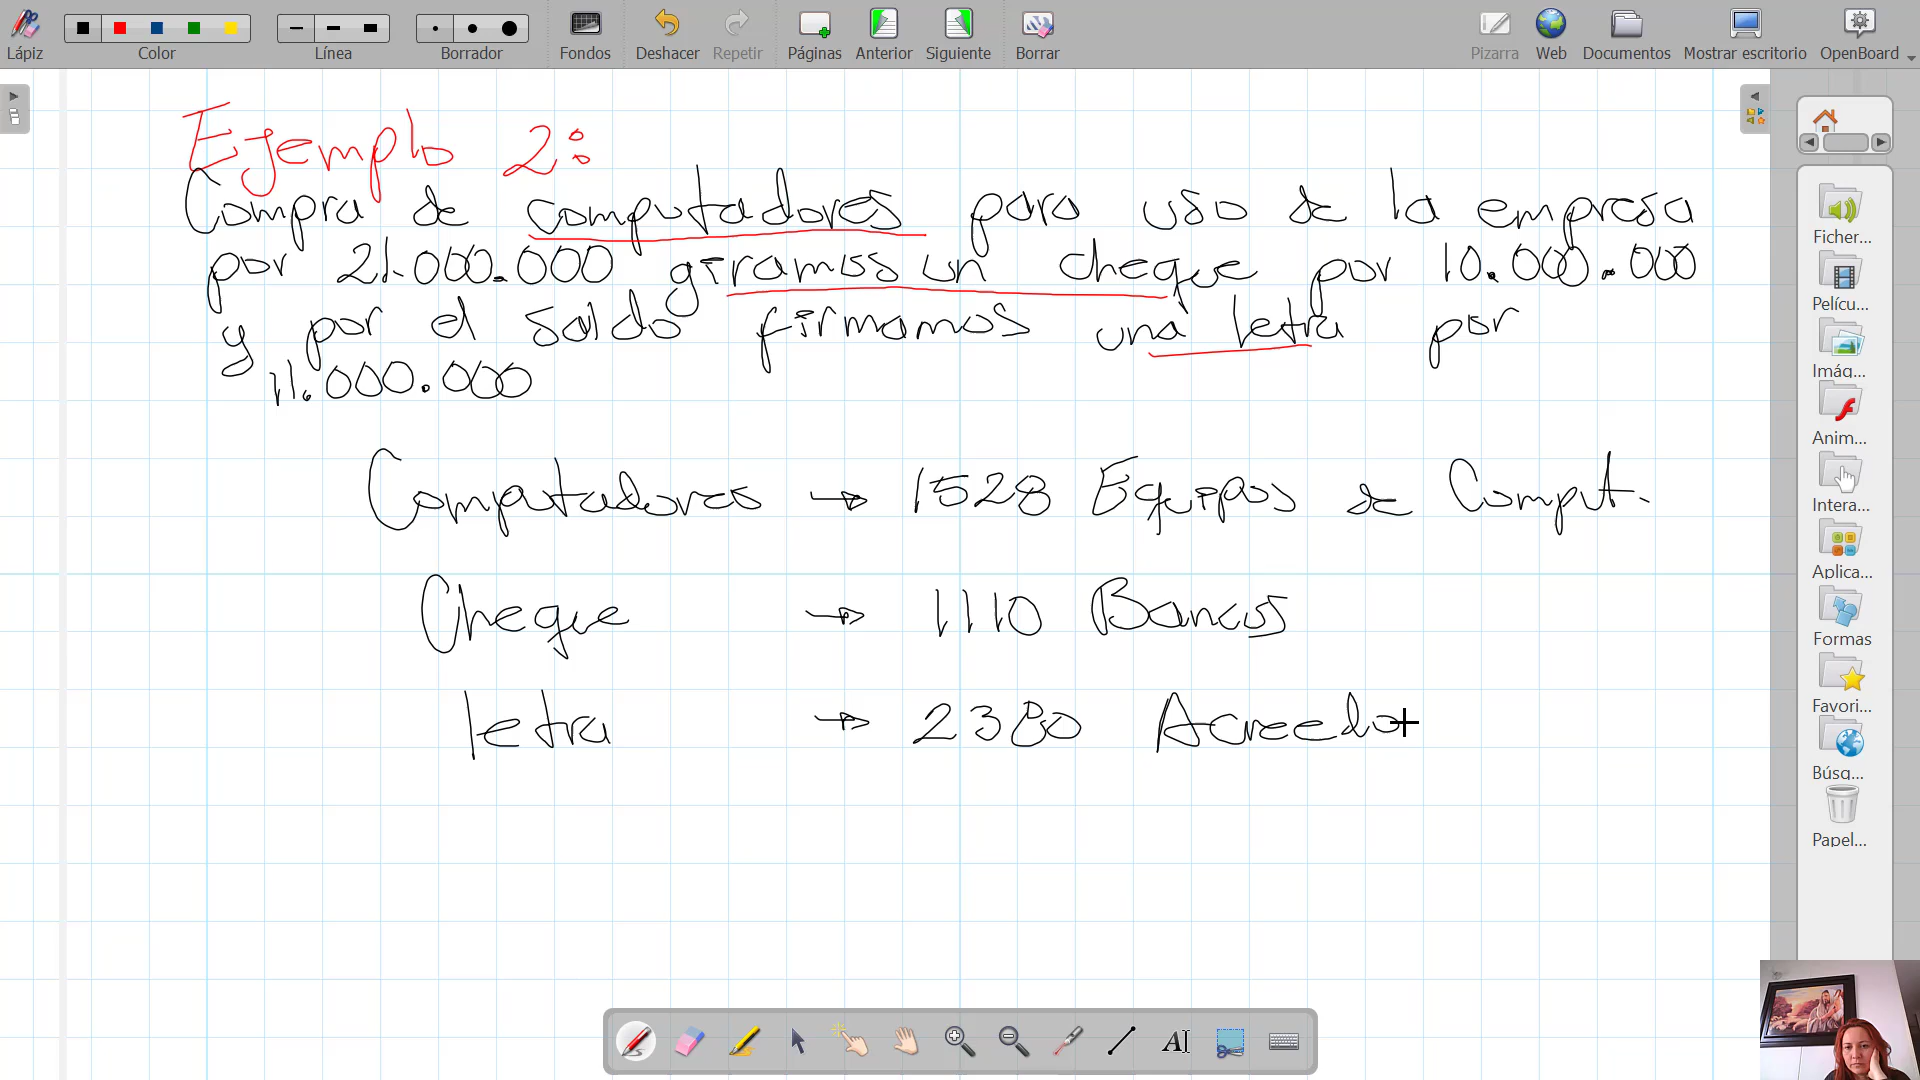 Lápiz Color Línea Borrador Fondos Deshacer Repetir Páginas Anterior Siguiente Borrar Pizarra Web Documentos Mostrar escritorio OpenBoard
Ejemplo 2:
Compra de computadores para uso de la empresa
por 21.000.000 giramos un cheque por 10.000.000
y por el saldo firmamos una letra por
11.000.000
Computadores → 1528 Equipos de Comput.
Cheque → 1110 Bancos
letra → 2380 Acreedo
Ficher...
Pelícu...
Imág...
Anim...
Intera...
Aplica...
Formas
Favori...
Búsq...
Papel...